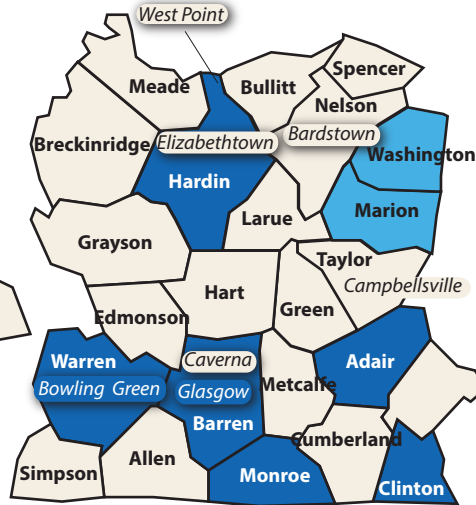 West Point
Spencer
Meade
Bullitt
Nelson
Breckinridge
Elizabethtown
Bardstown
Washington
Hardin
Marion
Larue
Grayson
Taylor
Campbellsville
Hart
Green
Edmonson
Warren
Caverna
Adair
Bowling Green
Glasgow
Metcalfe
Barren
Cumberland
Allen
Simpson
Monroe
Clinton